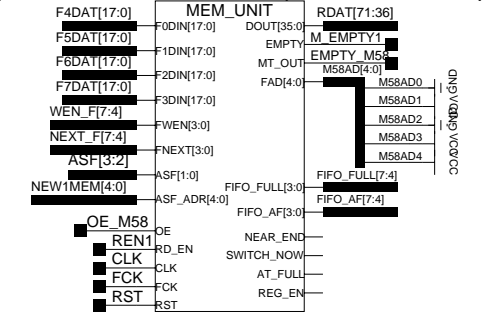 MEM_UNIT
F4DAT[17:0]
F0DIN[17:0]
F5DAT[17:0]
F1DIN[17:0]
F6DAT[17:0]
F2DIN[17:0]
F7DAT[17:0]
F3DIN[17:0]
WEN_F[7:4]
FWEN[3:0]
NEXT_F[7:4]
FNEXT[3:0]
ASF[3:2]
ASF[1:0]
NEW1MEM[4:0]
ASF_ADR[4:0]
OE_M58
OE
REN1
RD_EN
CLK
CLK
FCK
FCK
RST
RST
RDAT[71:36]
DOUT[35:0]
M_EMPTY1
EMPTY
EMPTY_M58
MT_OUT
M58AD[4:0]
FAD[4:0]
M58AD0
M58AD1
M58AD2
M58AD3
M58AD4
GND
VCC
VCC
FIFO_FULL[7:4]
FIFO_FULL[3:0]
FIFO_AF[7:4]
FIFO_AF[3:0]
NEAR_END
SWITCH_NOW
AT_FULL
REG_EN